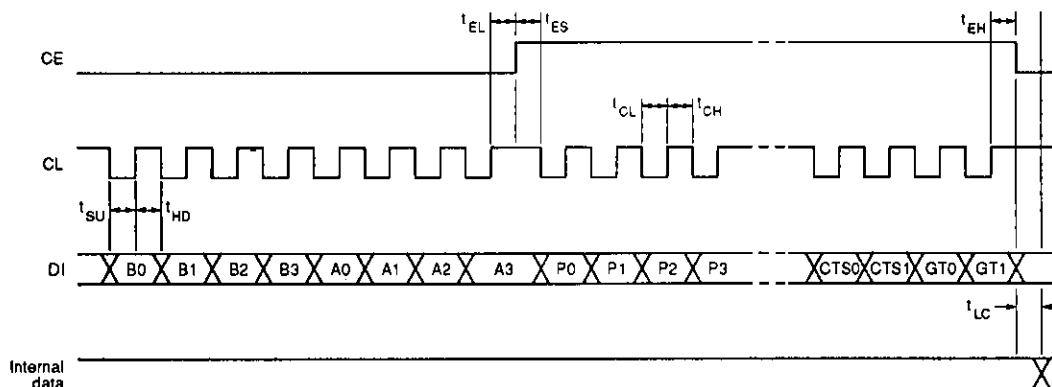 tEL tES tEH
CE
tCL tCH
CL
tSU tHD
DI B0 B1 B2 B3 A0 A1 A2 A3 P0 P1 P2 P3 CTS0 CTS1 GT0 GT1
tLC
Internal
data